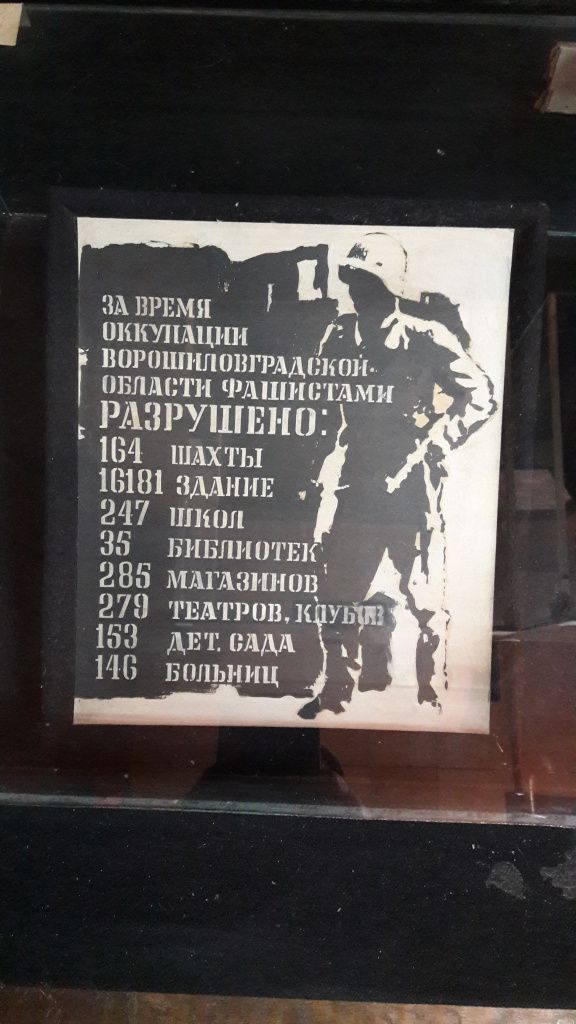 ЗА ВРЕМЯ
ОККУПАЦИИ
ВОРОШИЛОВГРАДСКОЙ
ОБЛАСТИ ФАШИСТАМИ
РАЗРУШЕНО:
164 ШАХТЫ
16181 ЗДАНИЕ
247 ШКОЛ
35 БИБЛИОТЕК
285 МАГАЗИНОВ
279 ТЕАТРОВ, КЛУБОВ
153 ДЕТ. САДА
146 БОЛЬНИЦ